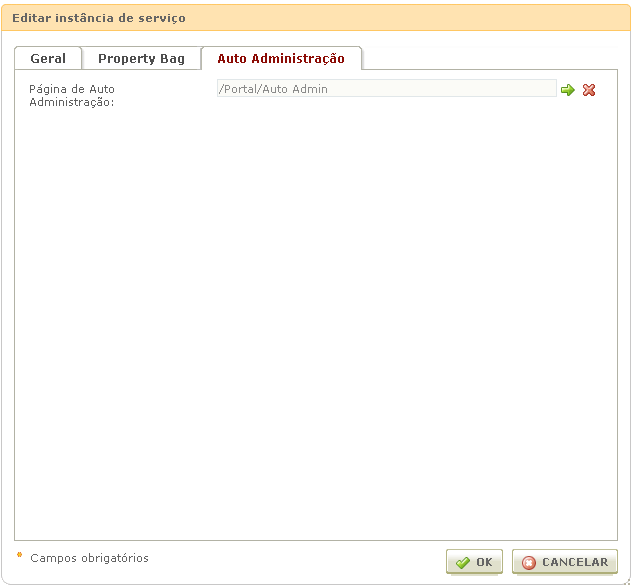 Editar instância de serviço
Geral
Property Bag
Auto Administração
Página de Auto
Administração:
/Portal/Auto Admin
* Campos obrigatórios
OK
CANCELAR